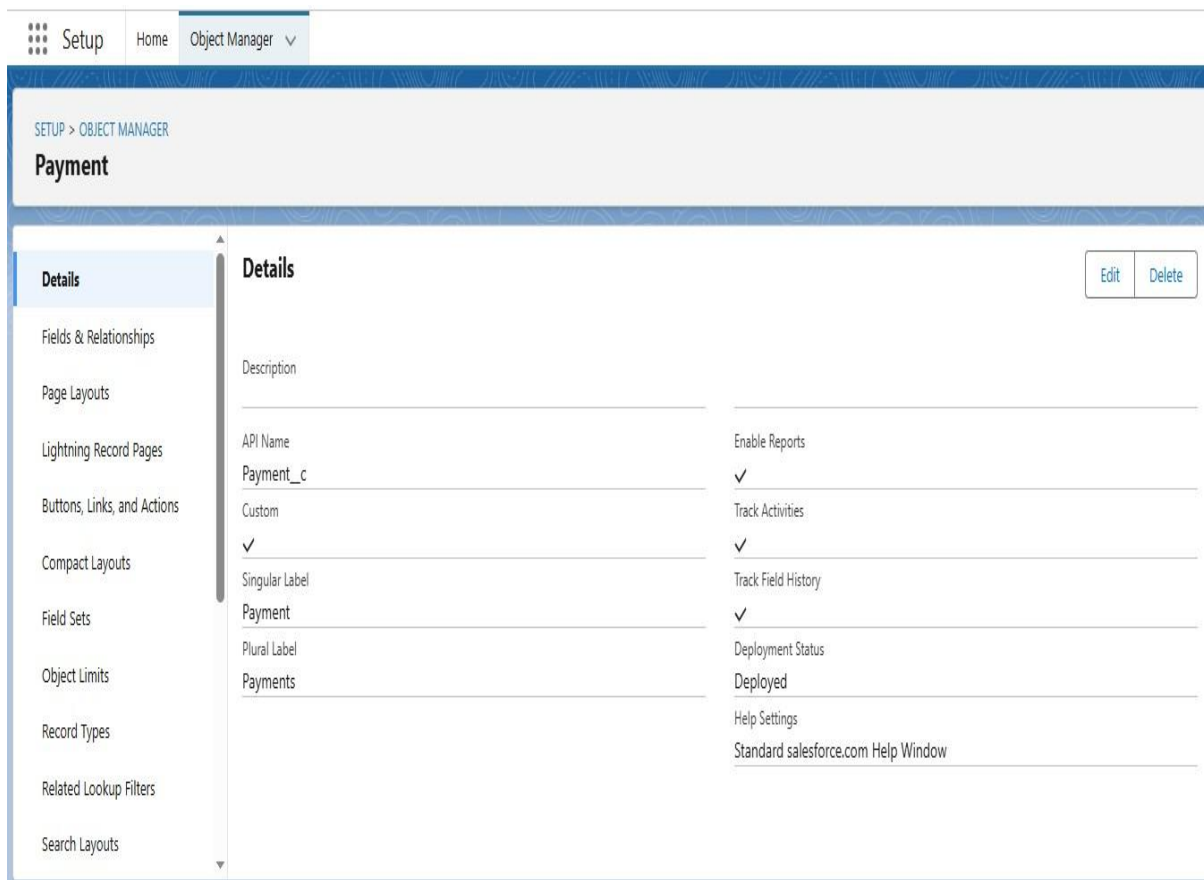 Setup Home Object Manager
SETUP > OBJECT MANAGER
Payment
Details
Fields & Relationships
Page Layouts
Lightning Record Pages
Buttons, Links, and Actions
Compact Layouts
Field Sets
Object Limits
Record Types
Related Lookup Filters
Search Layouts
Details
Edit Delete
Description
API Name
Payment__c
Custom
Singular Label
Payment
Plural Label
Payments
Enable Reports
Track Activities
Track Field History
Deployment Status
Deployed
Help Settings
Standard salesforce.com Help Window